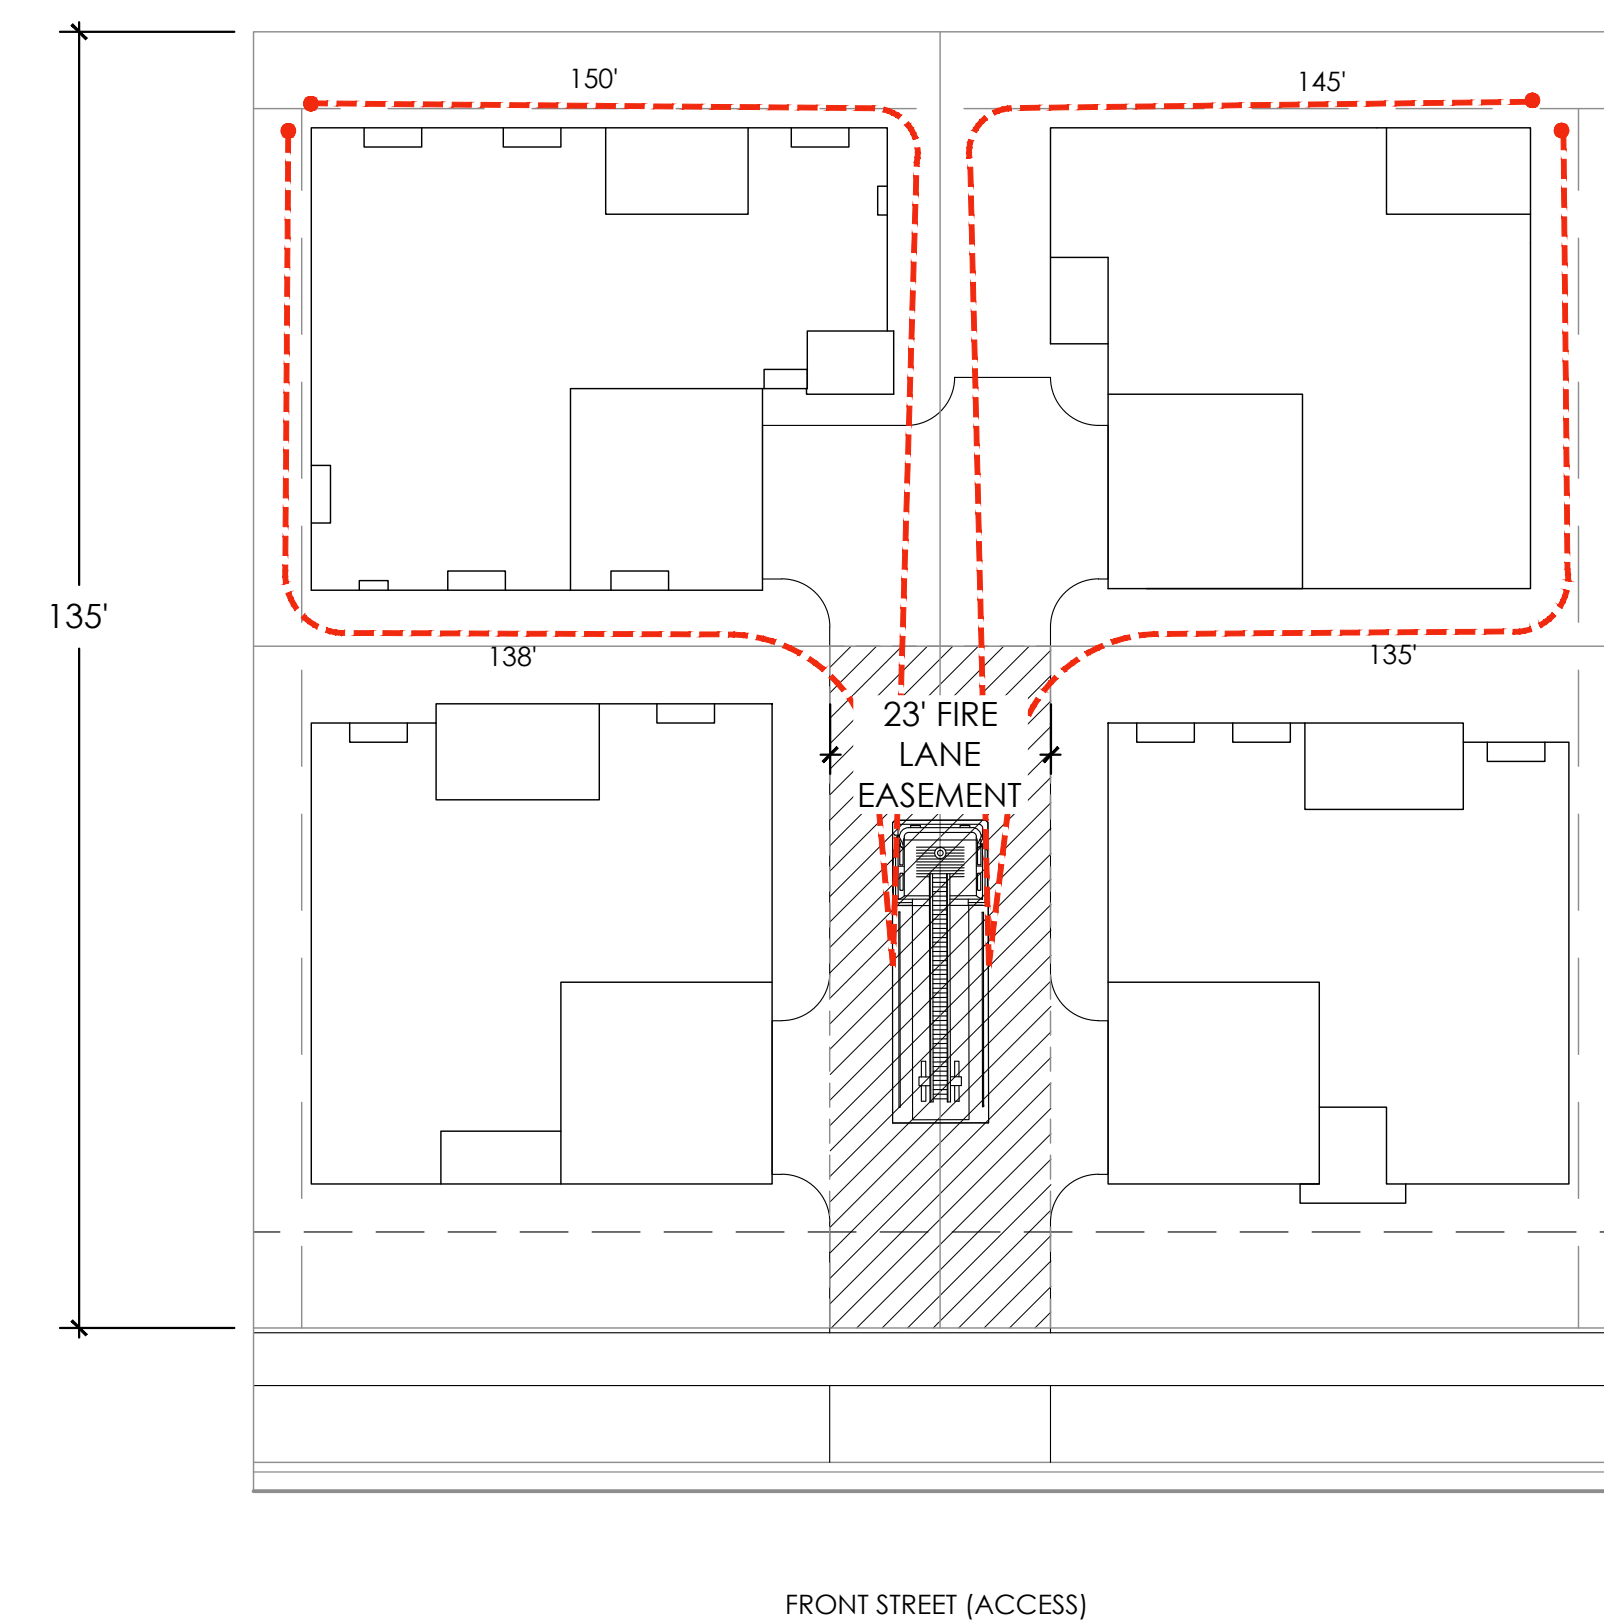 150'
145'
135'
138'
135'
23' FIRE
LANE
EASEMENT
FRONT STREET (ACCESS)